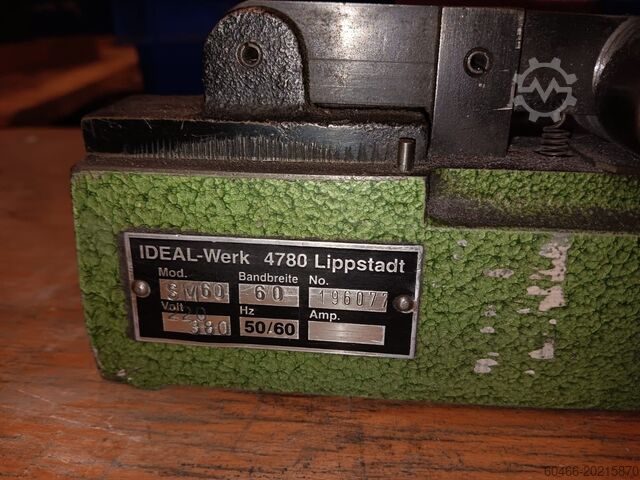 IDEAL-Werk 4780 Lippstadt
Mod. Bandbreite No.
SM60 60 196077
Volt Hz Amp.
220
380 50/60
60466-20215870